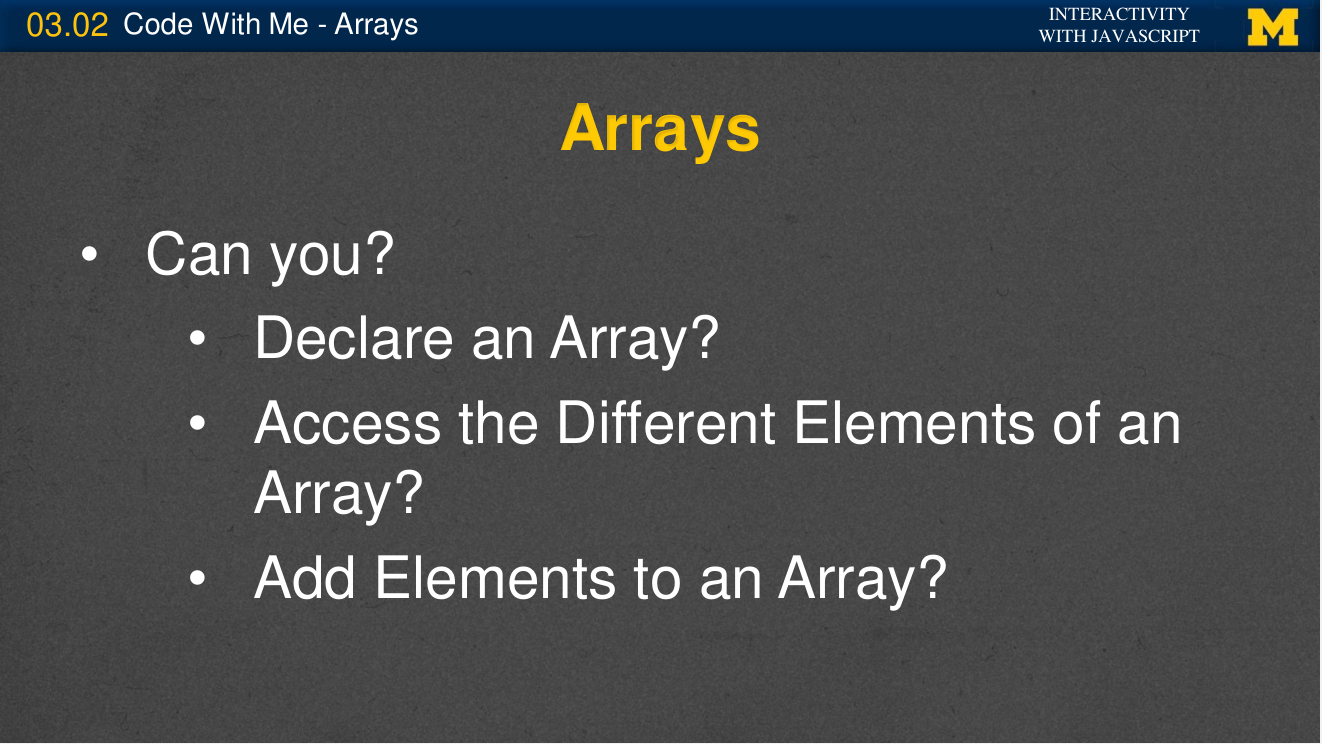 03.02 Code With Me - Arrays
INTERACTIVITY
WITH JAVASCRIPT
M
Arrays
• Can you?
• Declare an Array?
• Access the Different Elements of an
Array?
• Add Elements to an Array?